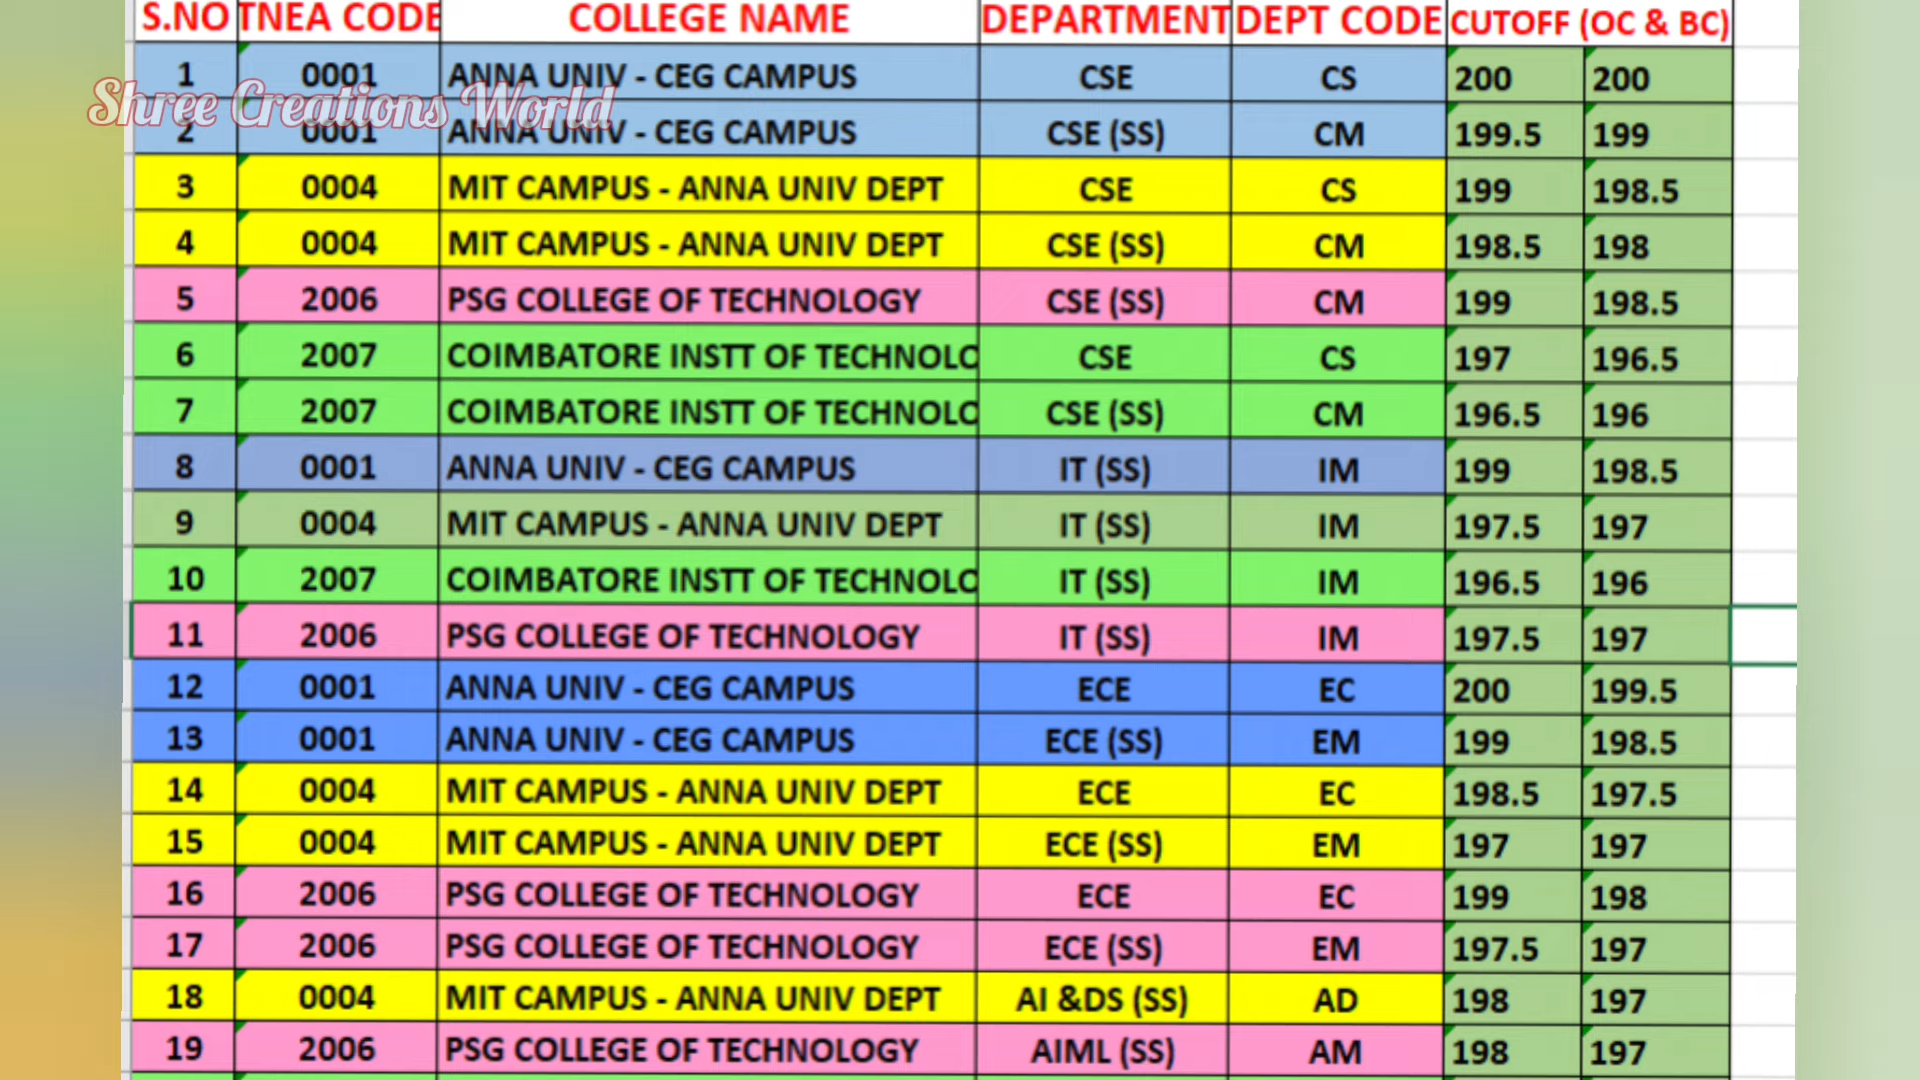 S.NO TNEA CODE COLLEGE NAME DEPARTMENT DEPT CODE CUTOFF (OC & BC)
1 0001 ANNA UNIV - CEG CAMPUS CSE CS 200 200
Shree Creations World
2 0001 ANNA UNIV - CEG CAMPUS CSE (SS) CM 199.5 199
3 0004 MIT CAMPUS - ANNA UNIV DEPT CSE CS 199 198.5
4 0004 MIT CAMPUS - ANNA UNIV DEPT CSE (SS) CM 198.5 198
5 2006 PSG COLLEGE OF TECHNOLOGY CSE (SS) CM 199 198.5
6 2007 COIMBATORE INSTT OF TECHNOLO CSE CS 197 196.5
7 2007 COIMBATORE INSTT OF TECHNOLO CSE (SS) CM 196.5 196
8 0001 ANNA UNIV - CEG CAMPUS IT (SS) IM 199 198.5
9 0004 MIT CAMPUS - ANNA UNIV DEPT IT (SS) IM 197.5 197
10 2007 COIMBATORE INSTT OF TECHNOLO IT (SS) IM 196.5 196
11 2006 PSG COLLEGE OF TECHNOLOGY IT (SS) IM 197.5 197
12 0001 ANNA UNIV - CEG CAMPUS ECE EC 200 199.5
13 0001 ANNA UNIV - CEG CAMPUS ECE (SS) EM 199 198.5
14 0004 MIT CAMPUS - ANNA UNIV DEPT ECE EC 198.5 197.5
15 0004 MIT CAMPUS - ANNA UNIV DEPT ECE (SS) EM 197 197
16 2006 PSG COLLEGE OF TECHNOLOGY ECE EC 199 198
17 2006 PSG COLLEGE OF TECHNOLOGY ECE (SS) EM 197.5 197
18 0004 MIT CAMPUS - ANNA UNIV DEPT AI &DS (SS) AD 198 197
19 2006 PSG COLLEGE OF TECHNOLOGY AIML (SS) AM 198 197